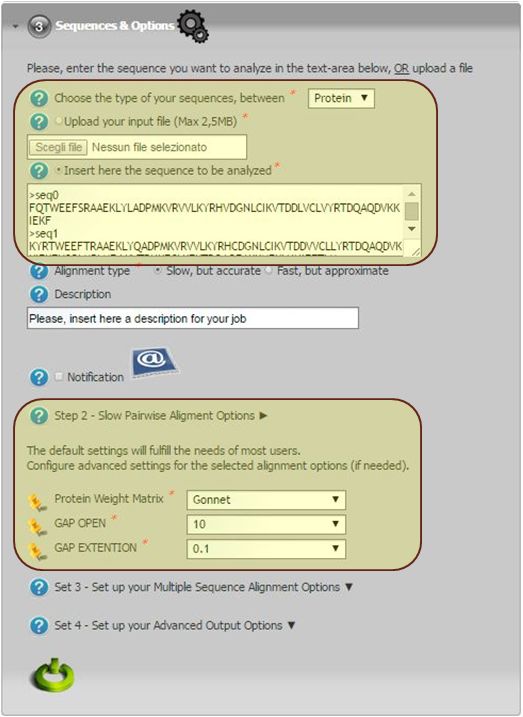 3 Sequences & Options
Please, enter the sequence you want to analyze in the text-area below, OR upload a file
? Choose the type of your sequences, between * Protein ▼
? Upload your input file (Max 2,5MB) *
Scegli file Nessun file selezionato
? Insert here the sequence to be analyzed *
>seq0
FQTWEEFSRAAEKLYLADPMKVRVVLKYRHVDGNLCIKVTDDLVCLVYRTDQAQDVKK
IEKF
>seq1
KYRTWEEFTRAAEKLYQADPMKVRVVLKYRHCDGNLCIKVTDDVVCLLYRTDQAQDVK
? Alignment type * Slow, but accurate Fast, but approximate
? Description
Please, insert here a description for your job
@
? Notification
? Step 2 - Slow Pairwise Aligment Options ►
The default settings will fulfill the needs of most users.
Configure advanced settings for the selected alignment options (if needed).
Protein Weight Matrix * Gonnet ▼
GAP OPEN * 10 ▼
GAP EXTENTION * 0.1 ▼
? Set 3 - Set up your Multiple Sequence Alignment Options ▼
? Set 4 - Set up your Advanced Output Options ▼